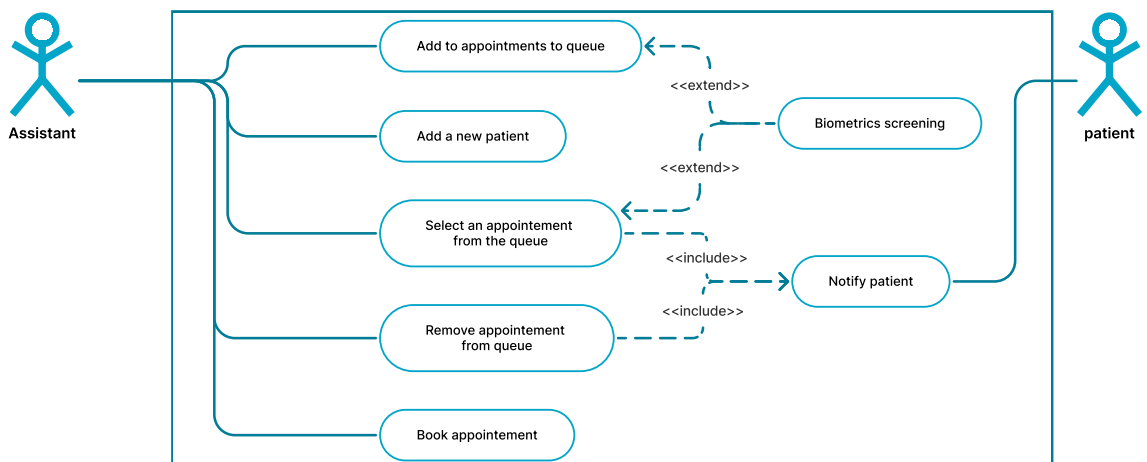 Assistant
patient
Add to appointments to queue
<<extend>>
Biometrics screening
Add a new patient
<<extend>>
Select an appointement
from the queue
<<include>>
Notify patient
<<include>>
Remove appointement
from queue
Book appointement